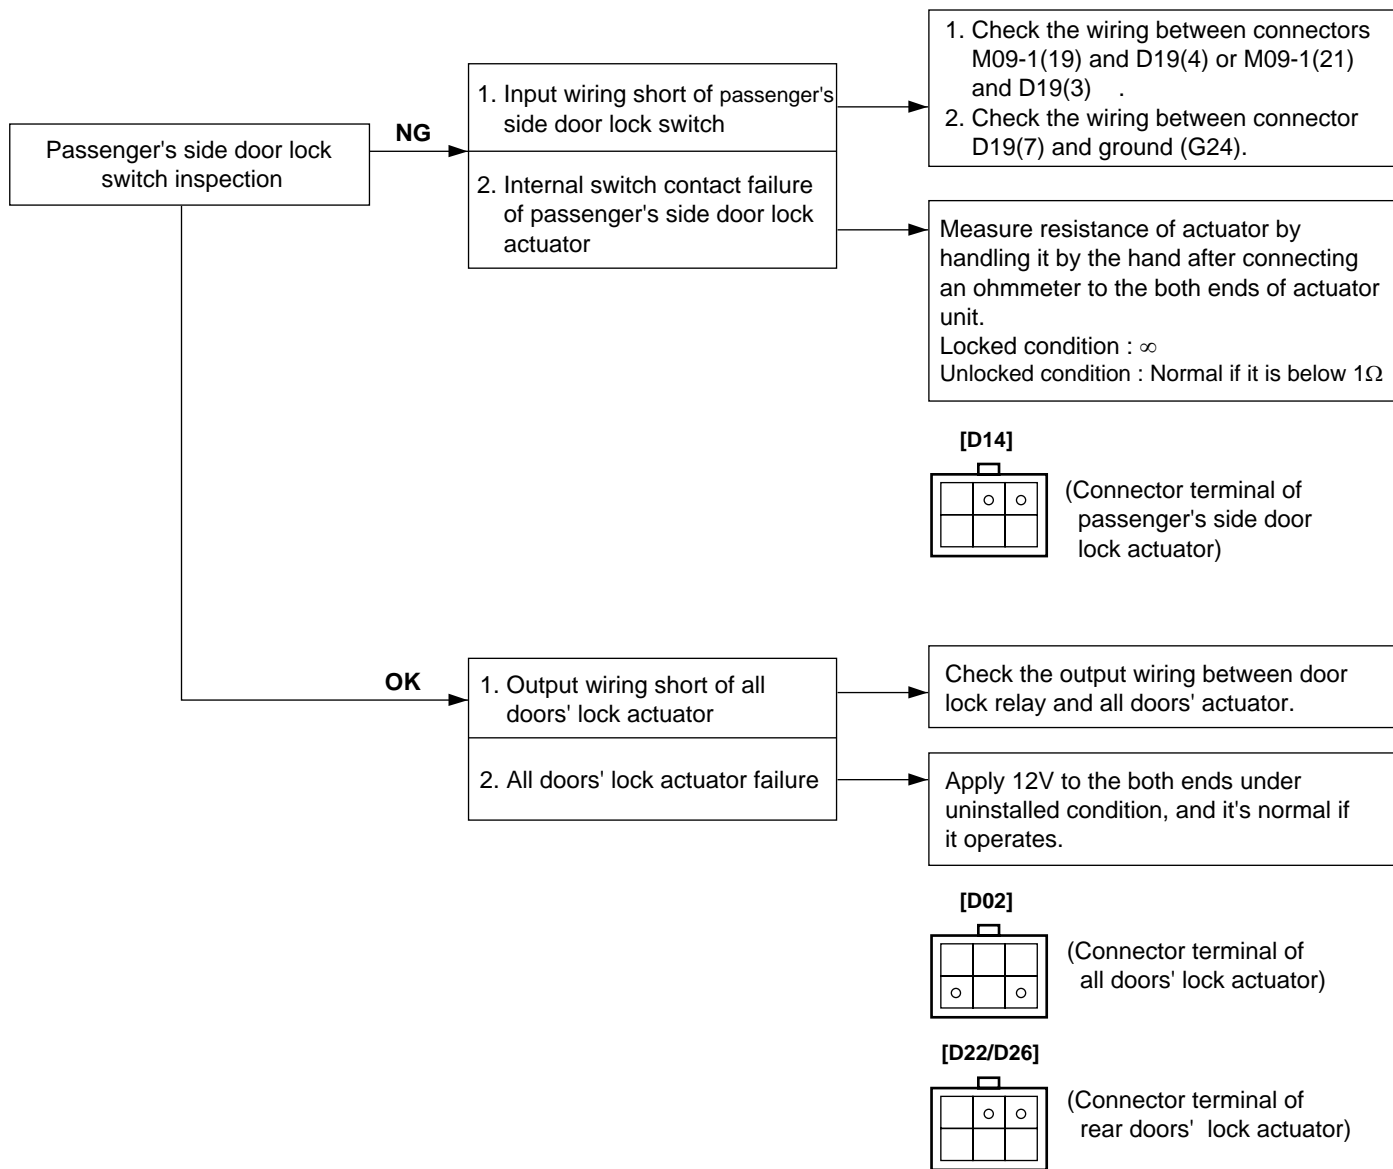 Passenger's side door lock
switch inspection
NG
1. Input wiring short of passenger's
side door lock switch
2. Internal switch contact failure
of passenger's side door lock
actuator
1. Check the wiring between connectors
M09-1(19) and D19(4) or M09-1(21)
and D19(3) .
2. Check the wiring between connector
D19(7) and ground (G24).
Measure resistance of actuator by
handling it by the hand after connecting
an ohmmeter to the both ends of actuator
unit.
Locked condition : ∞
Unlocked condition : Normal if it is below 1Ω
[D14]
(Connector terminal of
passenger's side door
lock actuator)
OK
1. Output wiring short of all
doors' lock actuator
2. All doors' lock actuator failure
Check the output wiring between door
lock relay and all doors' actuator.
Apply 12V to the both ends under
uninstalled condition, and it's normal if
it operates.
[D02]
(Connector terminal of
all doors' lock actuator)
[D22/D26]
(Connector terminal of
rear doors' lock actuator)